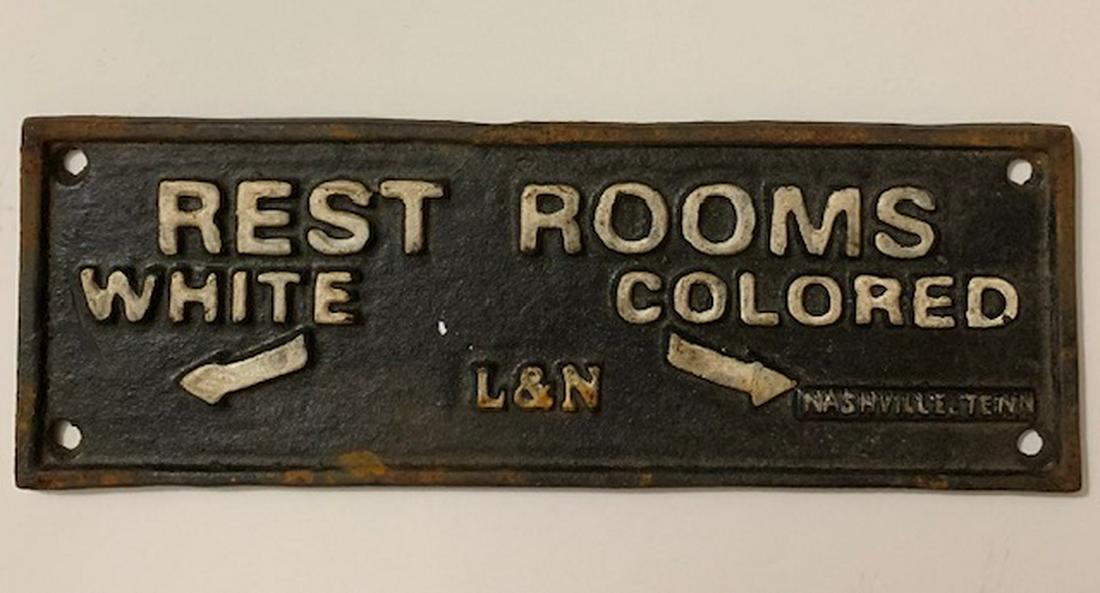 REST ROOMS
WHITE COLORED
L&N
NASHVILLE, TENN